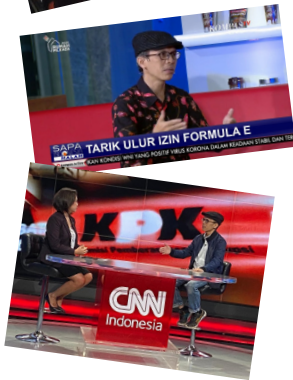 SAPA TARIK ULUR IZIN FORMULA E
MALAM KAN KONDISI WNI YANG POSITIF VIRUS KORONA DALAM KEADAAN STABIL DAN
KPK
CNN
Indonesia